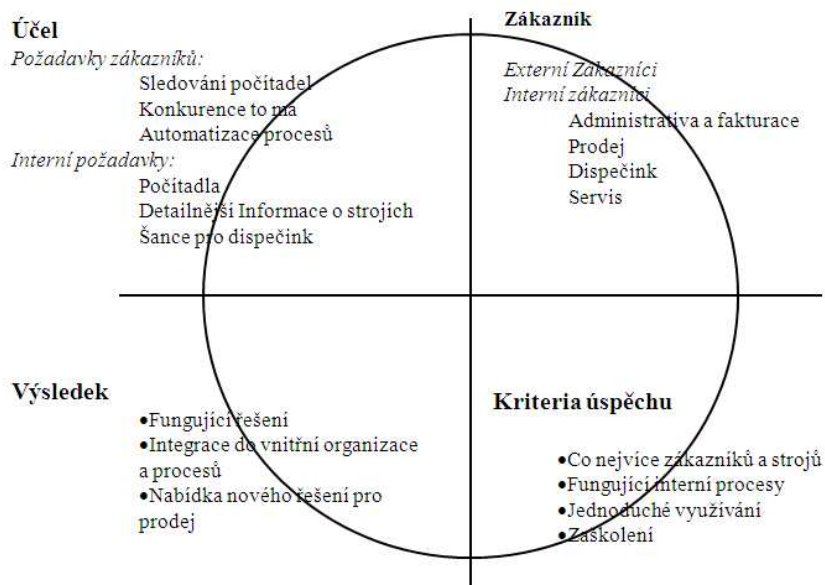 Účel
Požadavky zákazníků:
Sledování počítadel
Konkurence to má
Automatizace procesů
Interní požadavky:
Počítadla
Detailnější Informace o strojích
Šance pro dispečink
Zákazník
Externí Zákazníci
Interní zákazníci
Administrativa a fakturace
Prodej
Dispečink
Servis
Výsledek
•Fungující řešení
•Integrace do vnitřní organizace
a procesů
•Nabídka nového řešení pro
prodej
Kriteria úspěchu
•Co nejvíce zákazníků a strojů
•Fungující interní procesy
•Jednoduché využívání
•Zaškolení